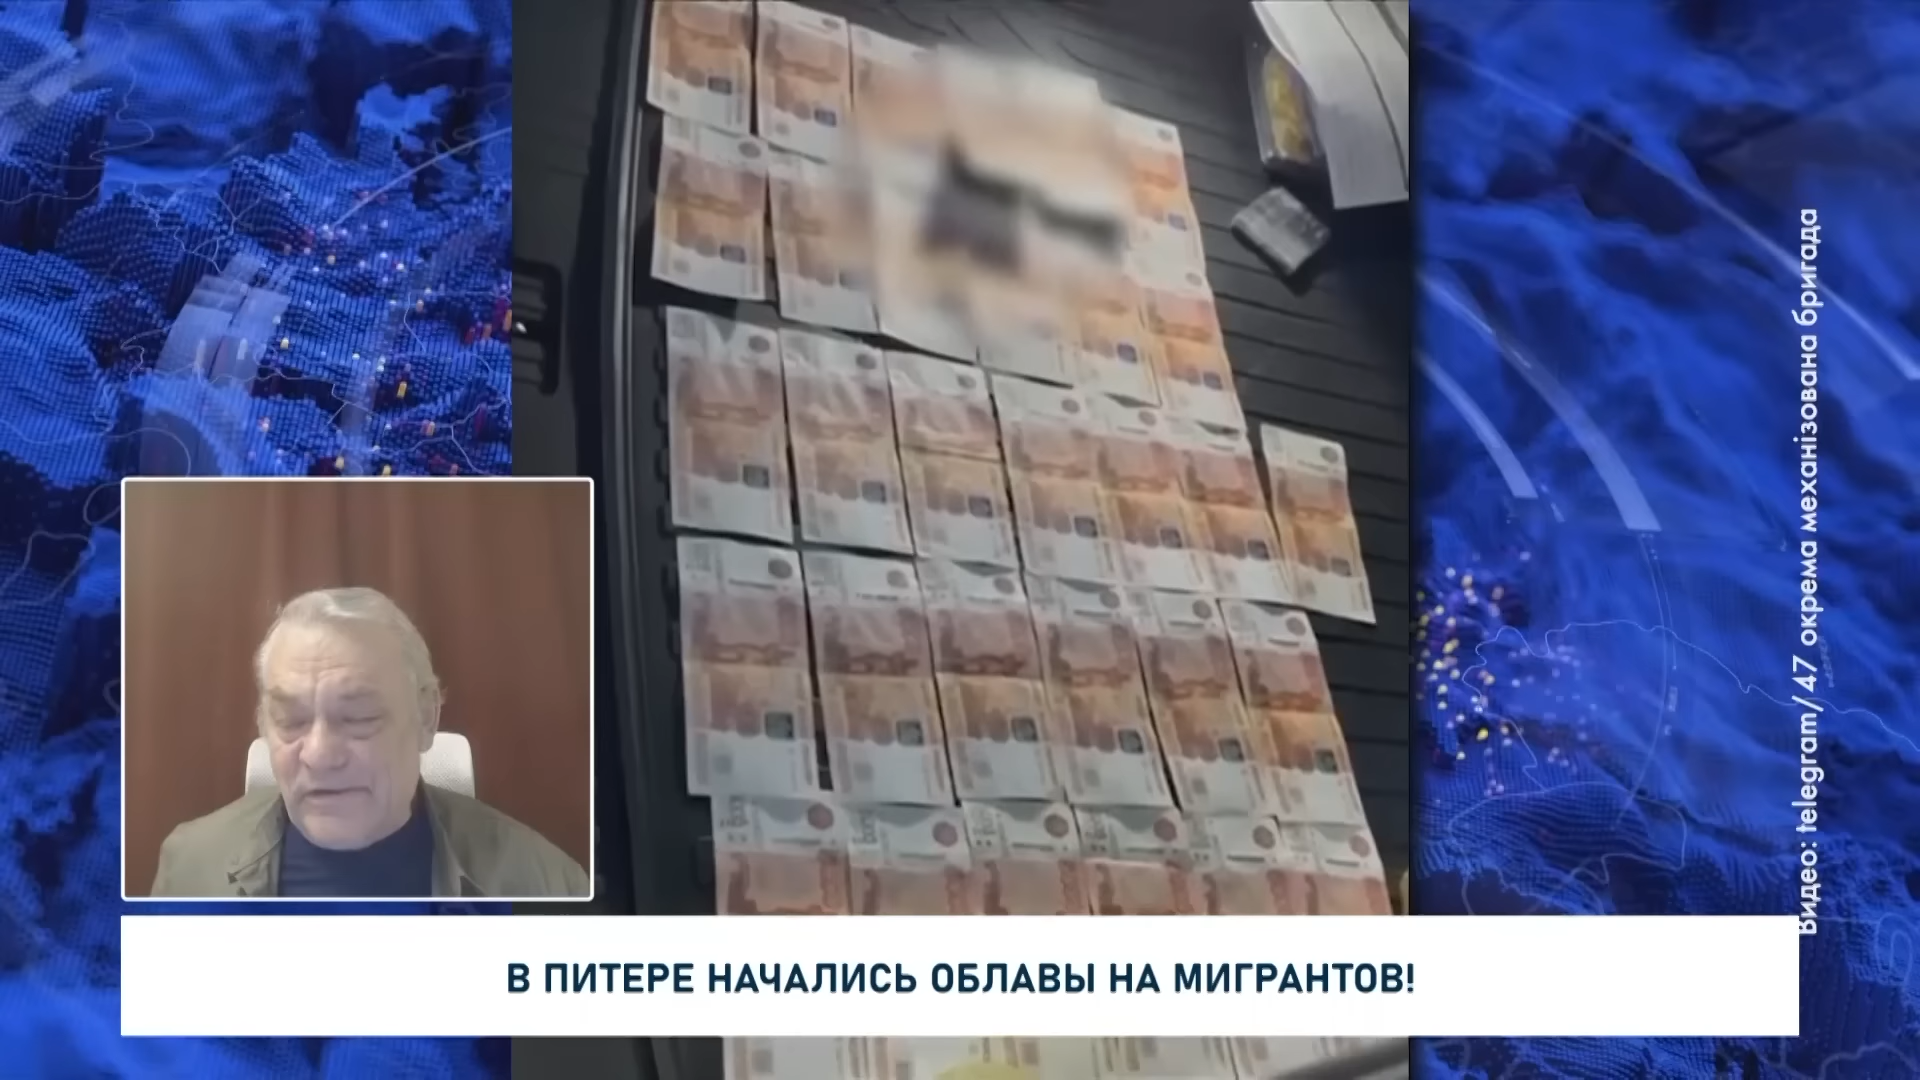 Видео: telegram/47 окрема механізована бригада
В ПИТЕРЕ НАЧАЛИСЬ ОБЛАВЫ НА МИГРАНТОВ!